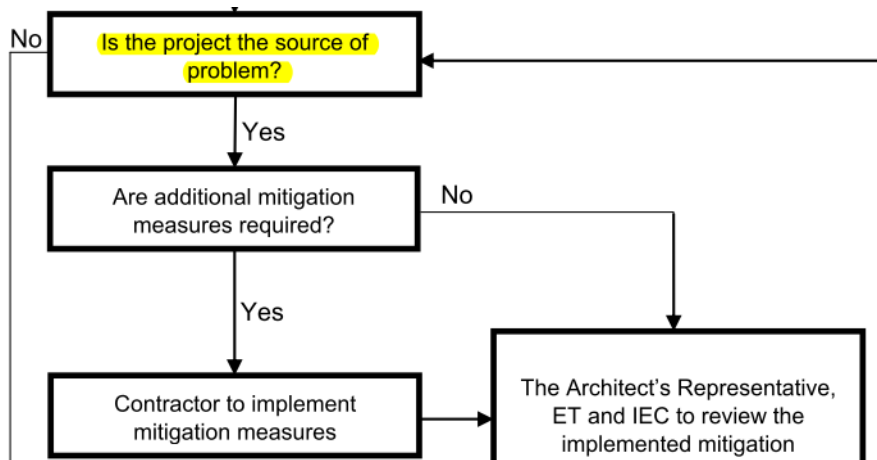 No
Is the project the source of
problem?
Yes
Are additional mitigation
measures required?
No
Yes
Contractor to implement
mitigation measures
The Architect's Representative,
ET and IEC to review the
implemented mitigation